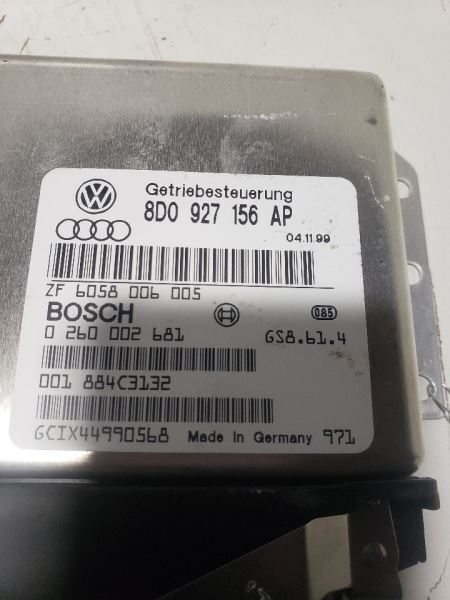 Getriebesteuerung
8D0 927 156 AP
04.11.99
ZF 6058 006 005
BOSCH
085
0 260 002 681
GS8.61.4
001 884C3132
GCIX44990568 Made in Germany 971